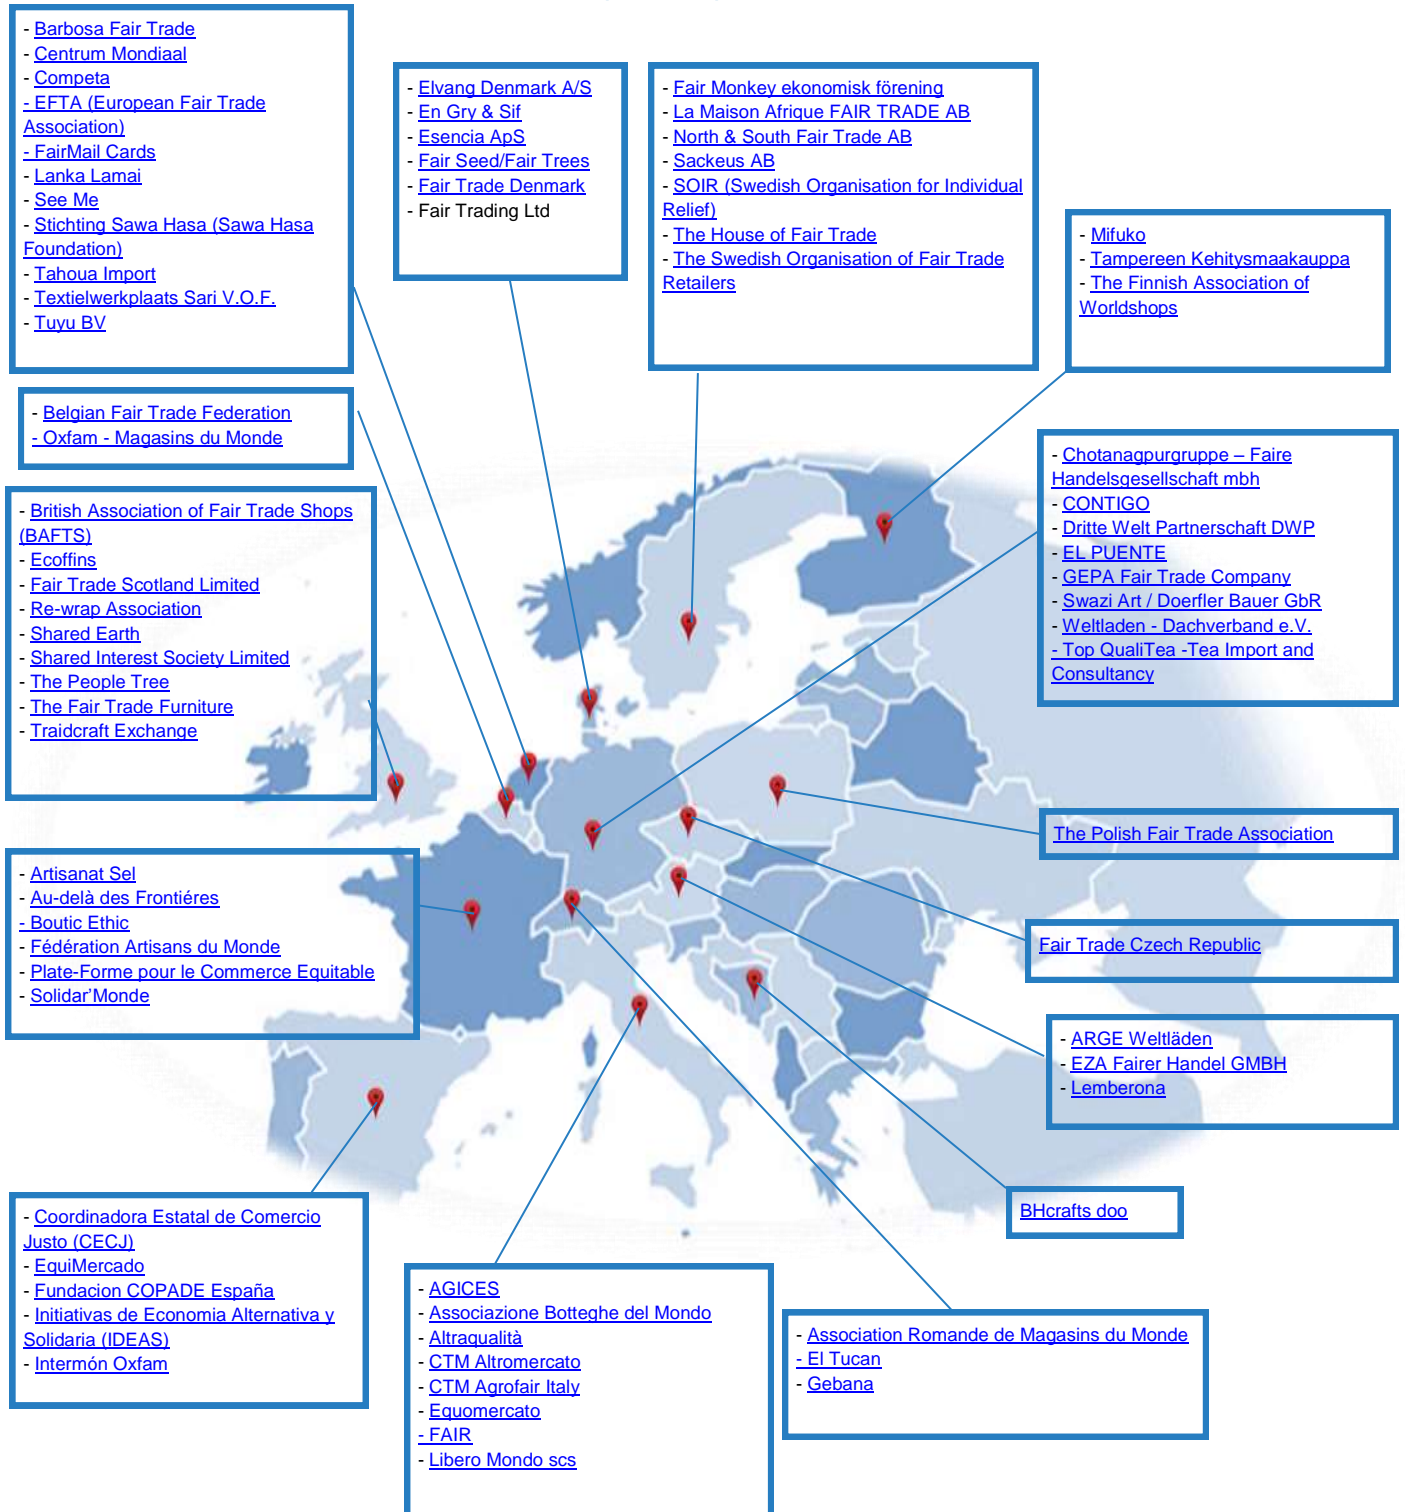 - Barbosa Fair Trade
- Centrum Mondiaal
- Competa
- EFTA (European Fair Trade
Association)
- FairMail Cards
- Lanka Lamai
- See Me
- Stichting Sawa Hasa (Sawa Hasa
Foundation)
- Tahoua Import
- Textielwerkplaats Sari V.O.F.
- Tuyu BV
- Elvang Denmark A/S
- En Gry & Sif
- Esencia ApS
- Fair Seed/Fair Trees
- Fair Trade Denmark
- Fair Trading Ltd
- Fair Monkey ekonomisk förening
- La Maison Afrique FAIR TRADE AB
- North & South Fair Trade AB
- Sackeus AB
- SOIR (Swedish Organisation for Individual
Relief)
- The House of Fair Trade
- The Swedish Organisation of Fair Trade
Retailers
- Mifuko
- Tampereen Kehitysmaakauppa
- The Finnish Association of
Worldshops
- Belgian Fair Trade Federation
- Oxfam - Magasins du Monde
- Chotanagpurgruppe – Faire
Handelsgesellschaft mbh
- CONTIGO
- Dritte Welt Partnerschaft DWP
- EL PUENTE
- GEPA Fair Trade Company
- Swazi Art / Doerfler Bauer GbR
- Weltladen - Dachverband e.V.
- Top QualiTea -Tea Import and
Consultancy
- British Association of Fair Trade Shops
(BAFTS)
- Ecoffins
- Fair Trade Scotland Limited
- Re-wrap Association
- Shared Earth
- Shared Interest Society Limited
- The People Tree
- The Fair Trade Furniture
- Traidcraft Exchange
The Polish Fair Trade Association
- Artisanat Sel
- Au-delà des Frontiéres
- Boutic Ethic
- Fédération Artisans du Monde
- Plate-Forme pour le Commerce Equitable
- Solidar'Monde
Fair Trade Czech Republic
- ARGE Weltläden
- EZA Fairer Handel GMBH
- Lemberona
BHcrafts doo
- Coordinadora Estatal de Comercio
Justo (CECJ)
- EquiMercado
- Fundacion COPADE España
- Initiativas de Economia Alternativa y
Solidaria (IDEAS)
- Intermón Oxfam
- AGICES
- Associazione Botteghe del Mondo
- Altraqualità
- CTM Altromercato
- CTM Agrofair Italy
- Equomercato
- FAIR
- Libero Mondo scs
- Association Romande de Magasins du Monde
- El Tucan
- Gebana